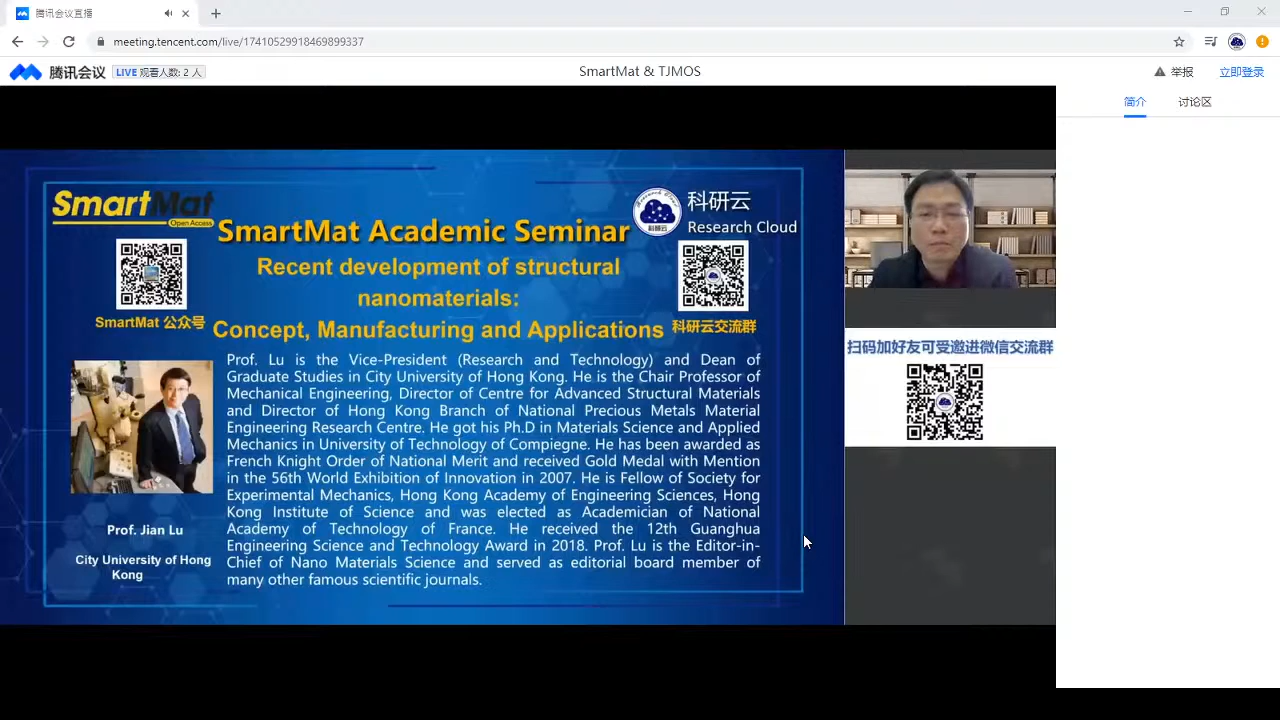 腾讯会议直播
meeting.tencent.com/live/17410529918469899337
腾讯会议
LIVE 观看人数: 2 人
SmartMat & TJMOS
举报
立即登录
简介
讨论区
SmartMat
Open Access
SmartMat 公众号
SmartMat Academic Seminar
Recent development of structural
nanomaterials:
Concept, Manufacturing and Applications
科研云
Research Cloud
科研云
科研云交流群
Prof. Jian Lu
City University of Hong
Kong
Prof. Lu is the Vice-President (Research and Technology) and Dean of
Graduate Studies in City University of Hong Kong. He is the Chair Professor of
Mechanical Engineering, Director of Centre for Advanced Structural Materials
and Director of Hong Kong Branch of National Precious Metals Material
Engineering Research Centre. He got his Ph.D in Materials Science and Applied
Mechanics in University of Technology of Compiegne. He has been awarded as
French Knight Order of National Merit and received Gold Medal with Mention
in the 56th World Exhibition of Innovation in 2007. He is Fellow of Society for
Experimental Mechanics, Hong Kong Academy of Engineering Sciences, Hong
Kong Institute of Science and was elected as Academician of National
Academy of Technology of France. He received the 12th Guanghua
Engineering Science and Technology Award in 2018. Prof. Lu is the Editor-in-
Chief of Nano Materials Science and served as editorial board member of
many other famous scientific journals.
扫码加好友可受邀进微信交流群